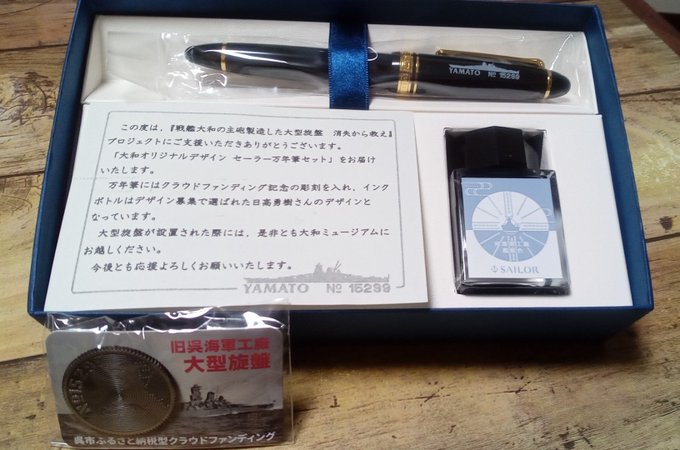 YAMATO № 15299
この度は、『戦艦大和の主砲製造した大型旋盤 消失から救え』
プロジェクトにご支援いただきありがとうございます。
「大和オリジナルデザイン セーラー万年筆セット」をお届け
いたします。
万年筆にはクラウドファンディング記念の彫刻を入れ、インク
ボトルはデザイン募集で選ばれた日高勇樹さんのデザインと
なっています。
大型旋盤が設置された際には、是非とも大和ミュージアムに
お越しください。
今後とも応援よろしくお願いいたします。
YAMATO № 15299
呉海軍工廠
SAILOR
旧呉海軍工廠
大型旋盤
呉市ふるさと納税型クラウドファンディング